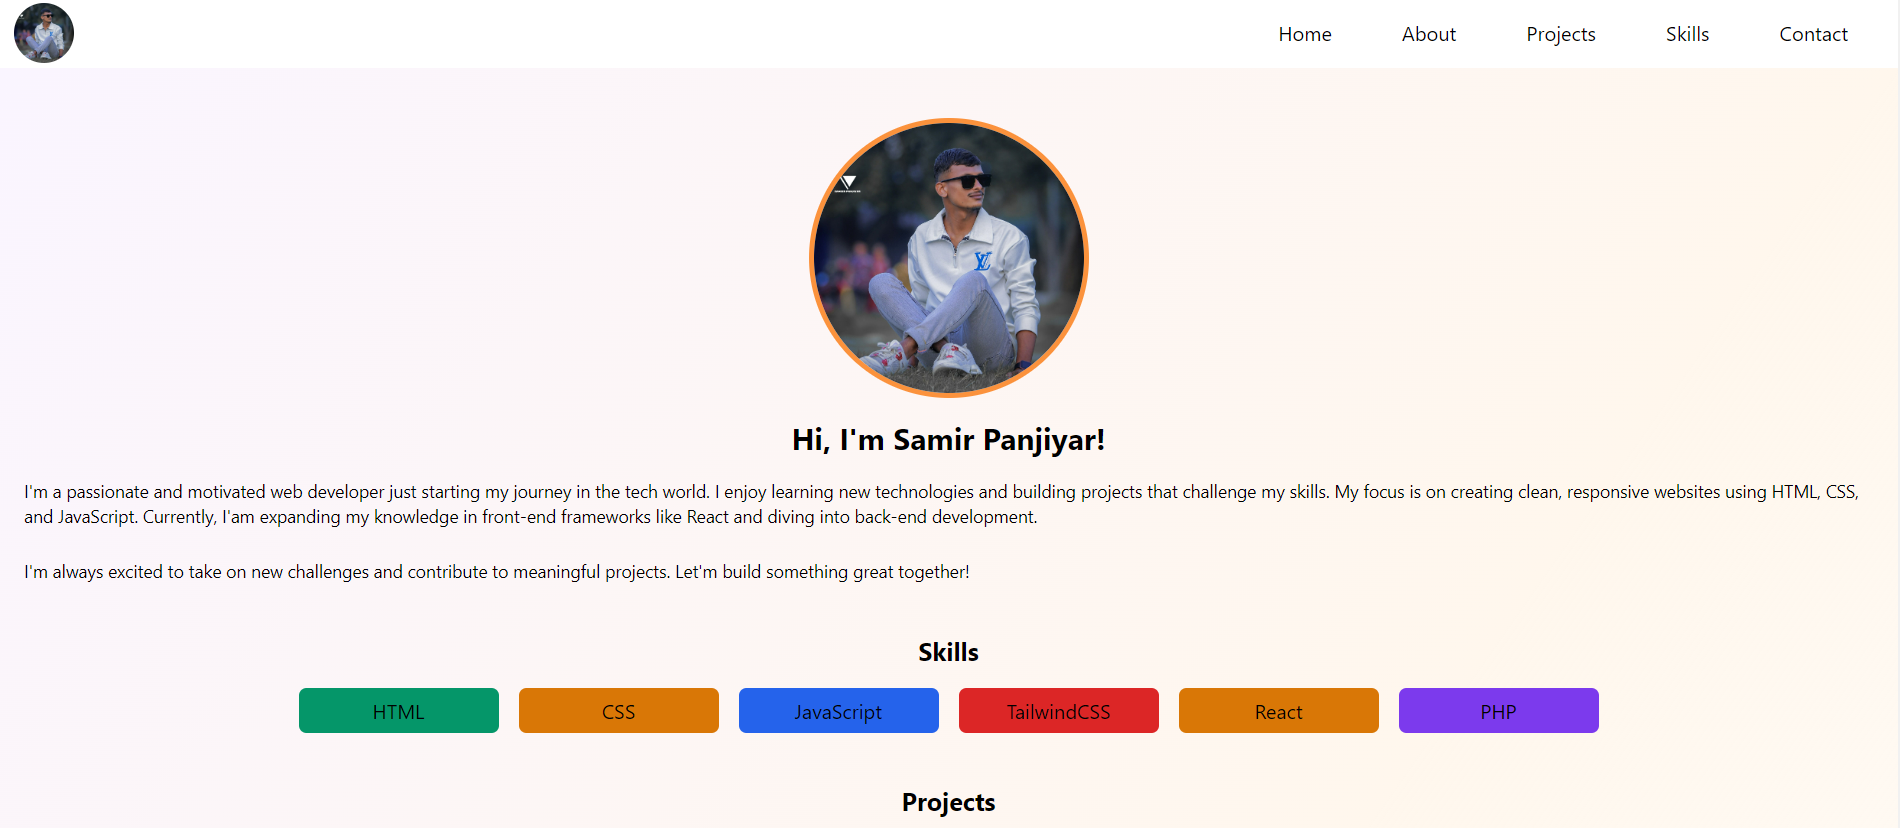 Home About Projects Skills Contact
Hi, I'm Samir Panjiyar!
I'm a passionate and motivated web developer just starting my journey in the tech world. I enjoy learning new technologies and building projects that challenge my skills. My focus is on creating clean, responsive websites using HTML, CSS,
and JavaScript. Currently, I'am expanding my knowledge in front-end frameworks like React and diving into back-end development.
I'm always excited to take on new challenges and contribute to meaningful projects. Let'm build something great together!
Skills
HTML CSS JavaScript TailwindCSS React PHP
Projects